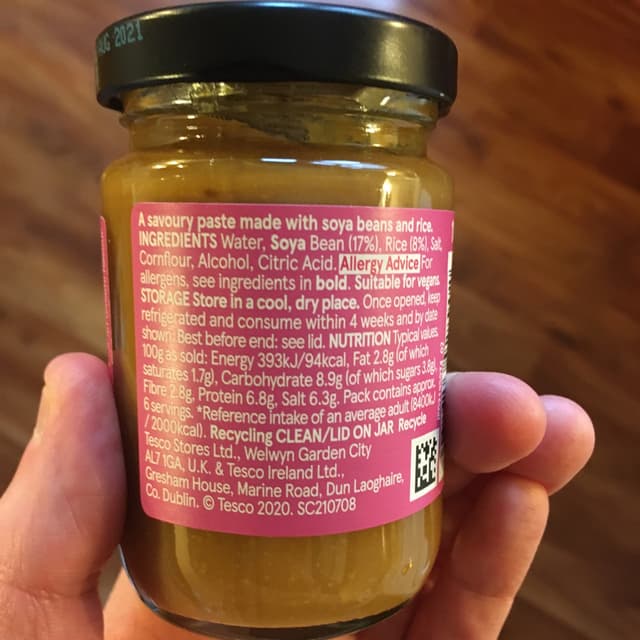 AUG 2021
A savoury paste made with soya beans and rice.
INGREDIENTS Water, Soya Bean (17%), Rice (8%), Salt,
Cornflour, Alcohol, Citric Acid. Allergy Advice For
allergens, see ingredients in bold. Suitable for vegans.
STORAGE Store in a cool, dry place. Once opened, keep
refrigerated and consume within 4 weeks and by date
shown. Best before end: see lid. NUTRITION Typical values,
100g as sold: Energy 393kJ/94kcal, Fat 2.8g (of which
saturates 1.7g), Carbohydrate 8.9g (of which sugars 3.8g),
Fibre 2.8g, Protein 6.8g, Salt 6.3g. Pack contains approx.
6 servings. *Reference intake of an average adult (8400kJ
/ 2000kcal). Recycling CLEAN/LID ON JAR Recycle
Tesco Stores Ltd., Welwyn Garden City
AL7 1GA, U.K. & Tesco Ireland Ltd.,
Gresham House, Marine Road, Dun Laoghaire,
Co. Dublin. © Tesco 2020. SC210708